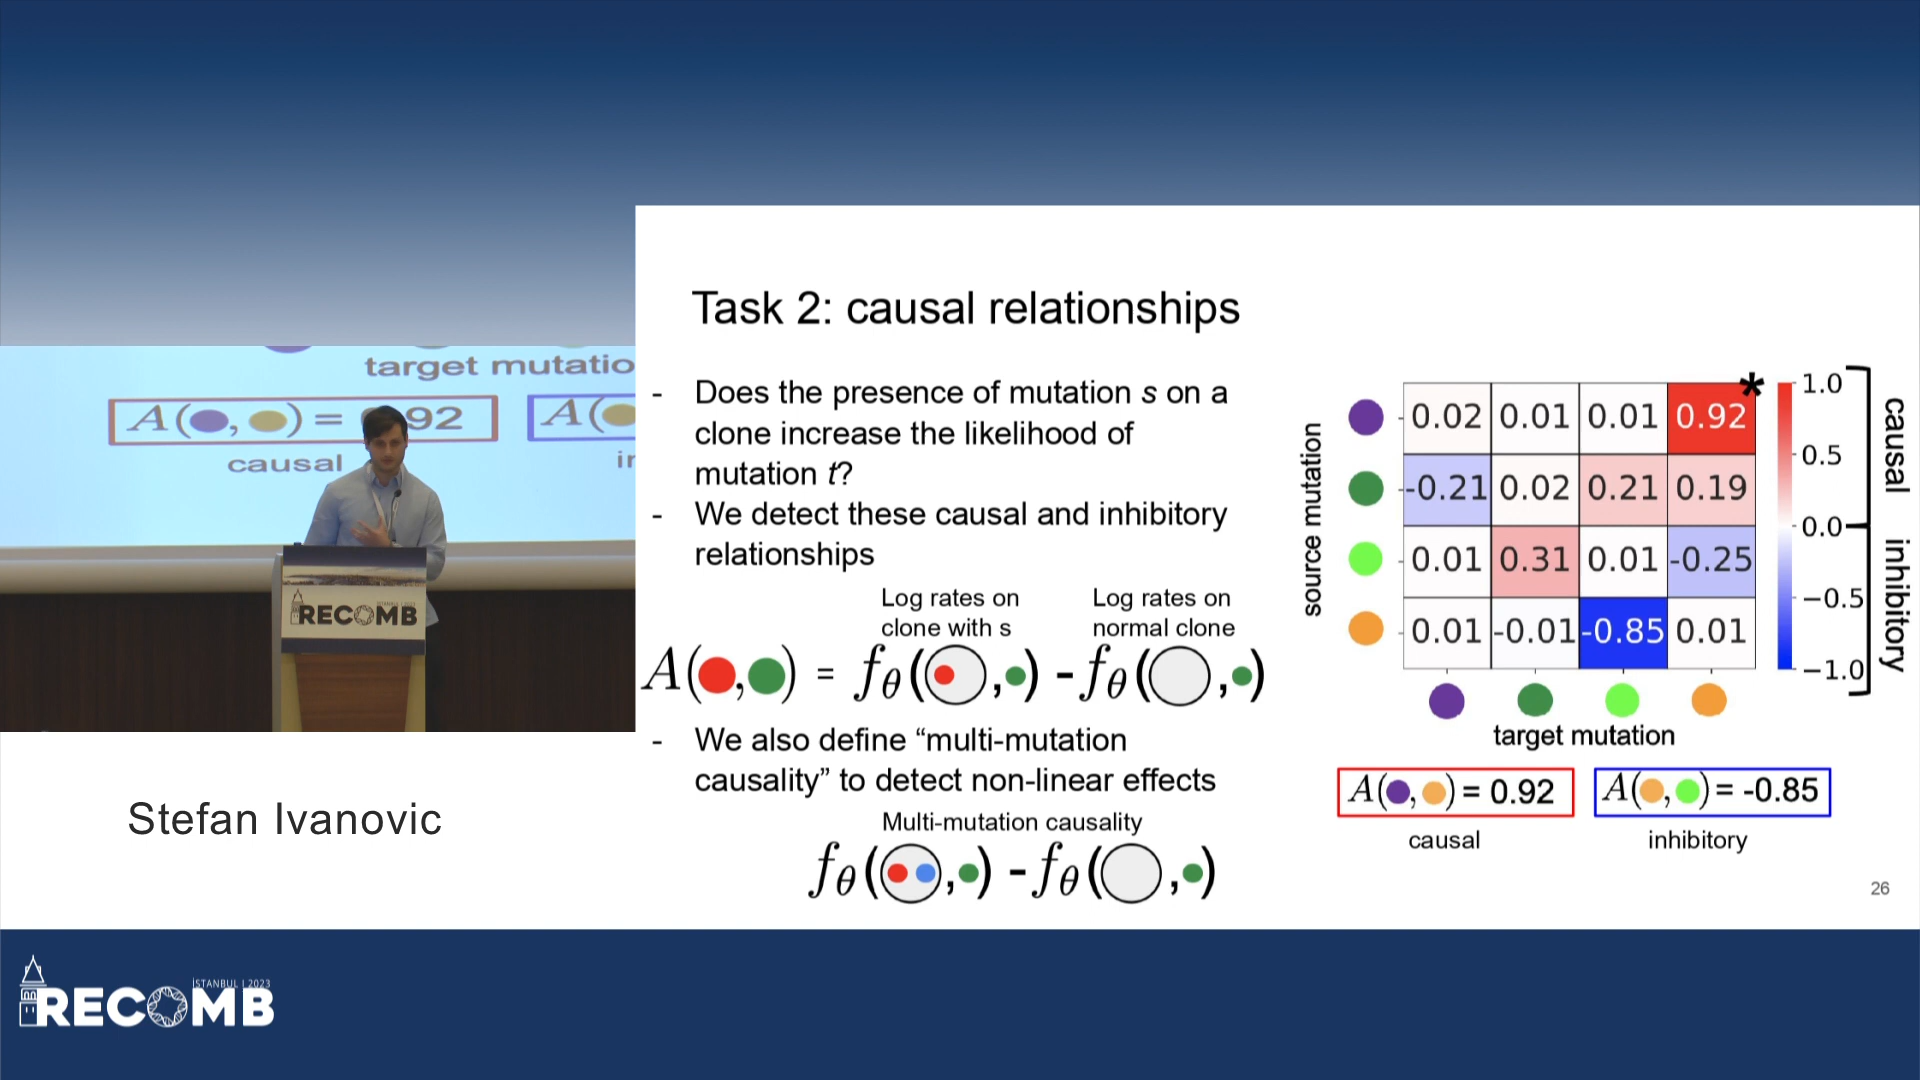 target mutatio
A( , ) = 92
A(
causal
ir
RECOMB
Stefan Ivanovic
Task 2: causal relationships
- Does the presence of mutation s on a
clone increase the likelihood of
mutation t?
- We detect these causal and inhibitory
relationships
Log rates on
clone with s
Log rates on
normal clone
A( , ) = fθ( , ) - fθ( , )
- We also define “multi-mutation
causality” to detect non-linear effects
Multi-mutation causality
fθ( , ) - fθ( , )
source mutation
0.02 0.01 0.01 0.92 *
-0.21 0.02 0.21 0.19
0.01 0.31 0.01 -0.25
0.01 -0.01 -0.85 0.01
target mutation
1.0
0.5
0.0
−0.5
−1.0
causal
inhibitory
A( , ) = 0.92
causal
A( , ) = -0.85
inhibitory
26
İSTANBUL | 2023
RECOMB